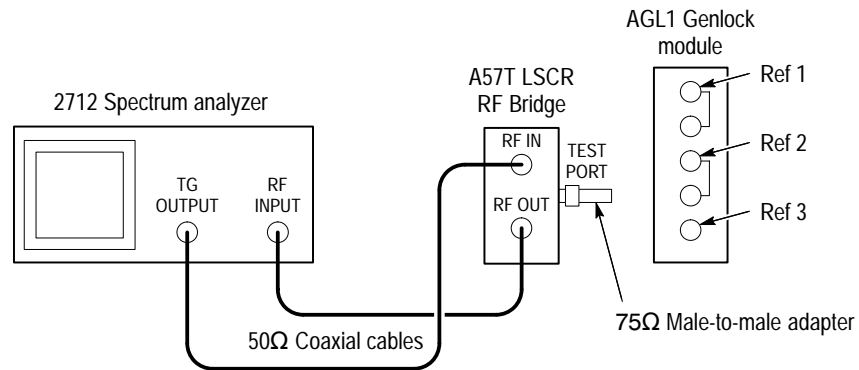 AGL1 Genlock
module
Ref 1
A57T LSCR
RF Bridge
2712 Spectrum analyzer
RF IN
TEST
PORT
Ref 2
TG
OUTPUT
RF
INPUT
RF OUT
Ref 3
50Ω Coaxial cables
75Ω Male-to-male adapter